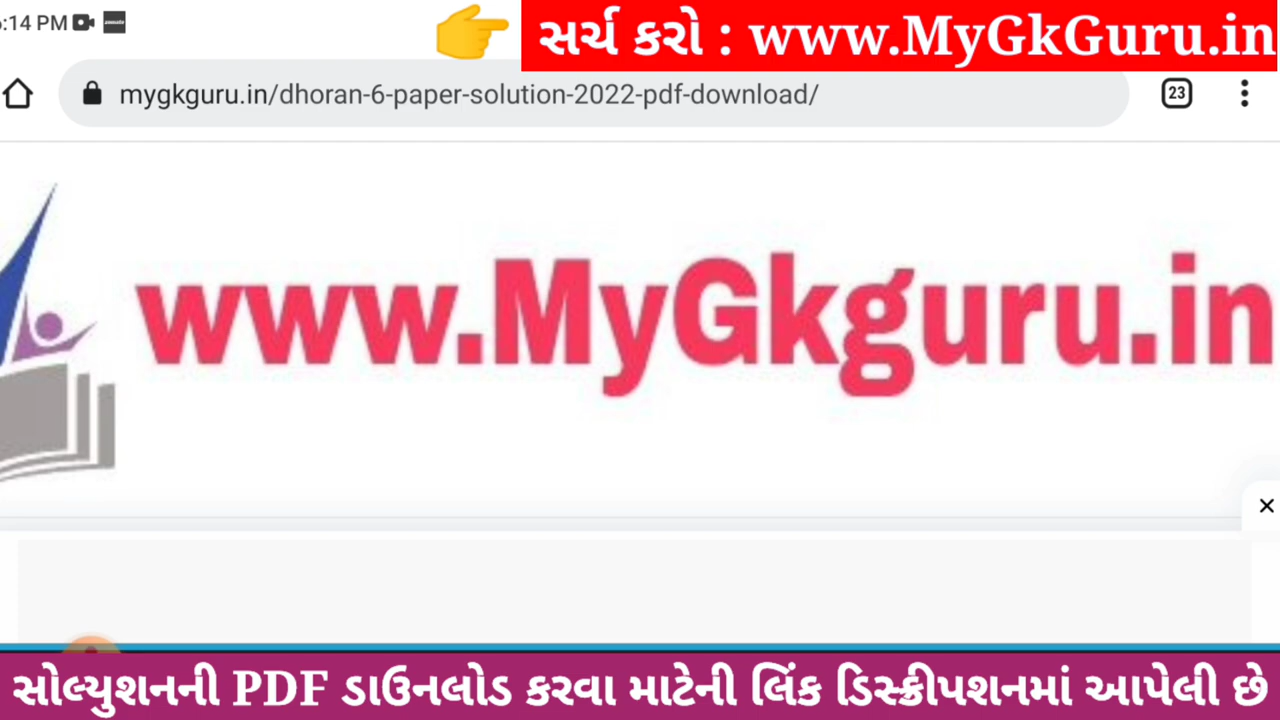 :14 PM
સર્ચ કરો : www.MyGkGuru.in
mygkguru.in/dhoran-6-paper-solution-2022-pdf-download/
23
www.MyGkguru.in
સોલ્યુશનની PDF ડાઉનલોડ કરવા માટેની લિંક ડિસ્ક્રીપશનમાં આપેલી છે